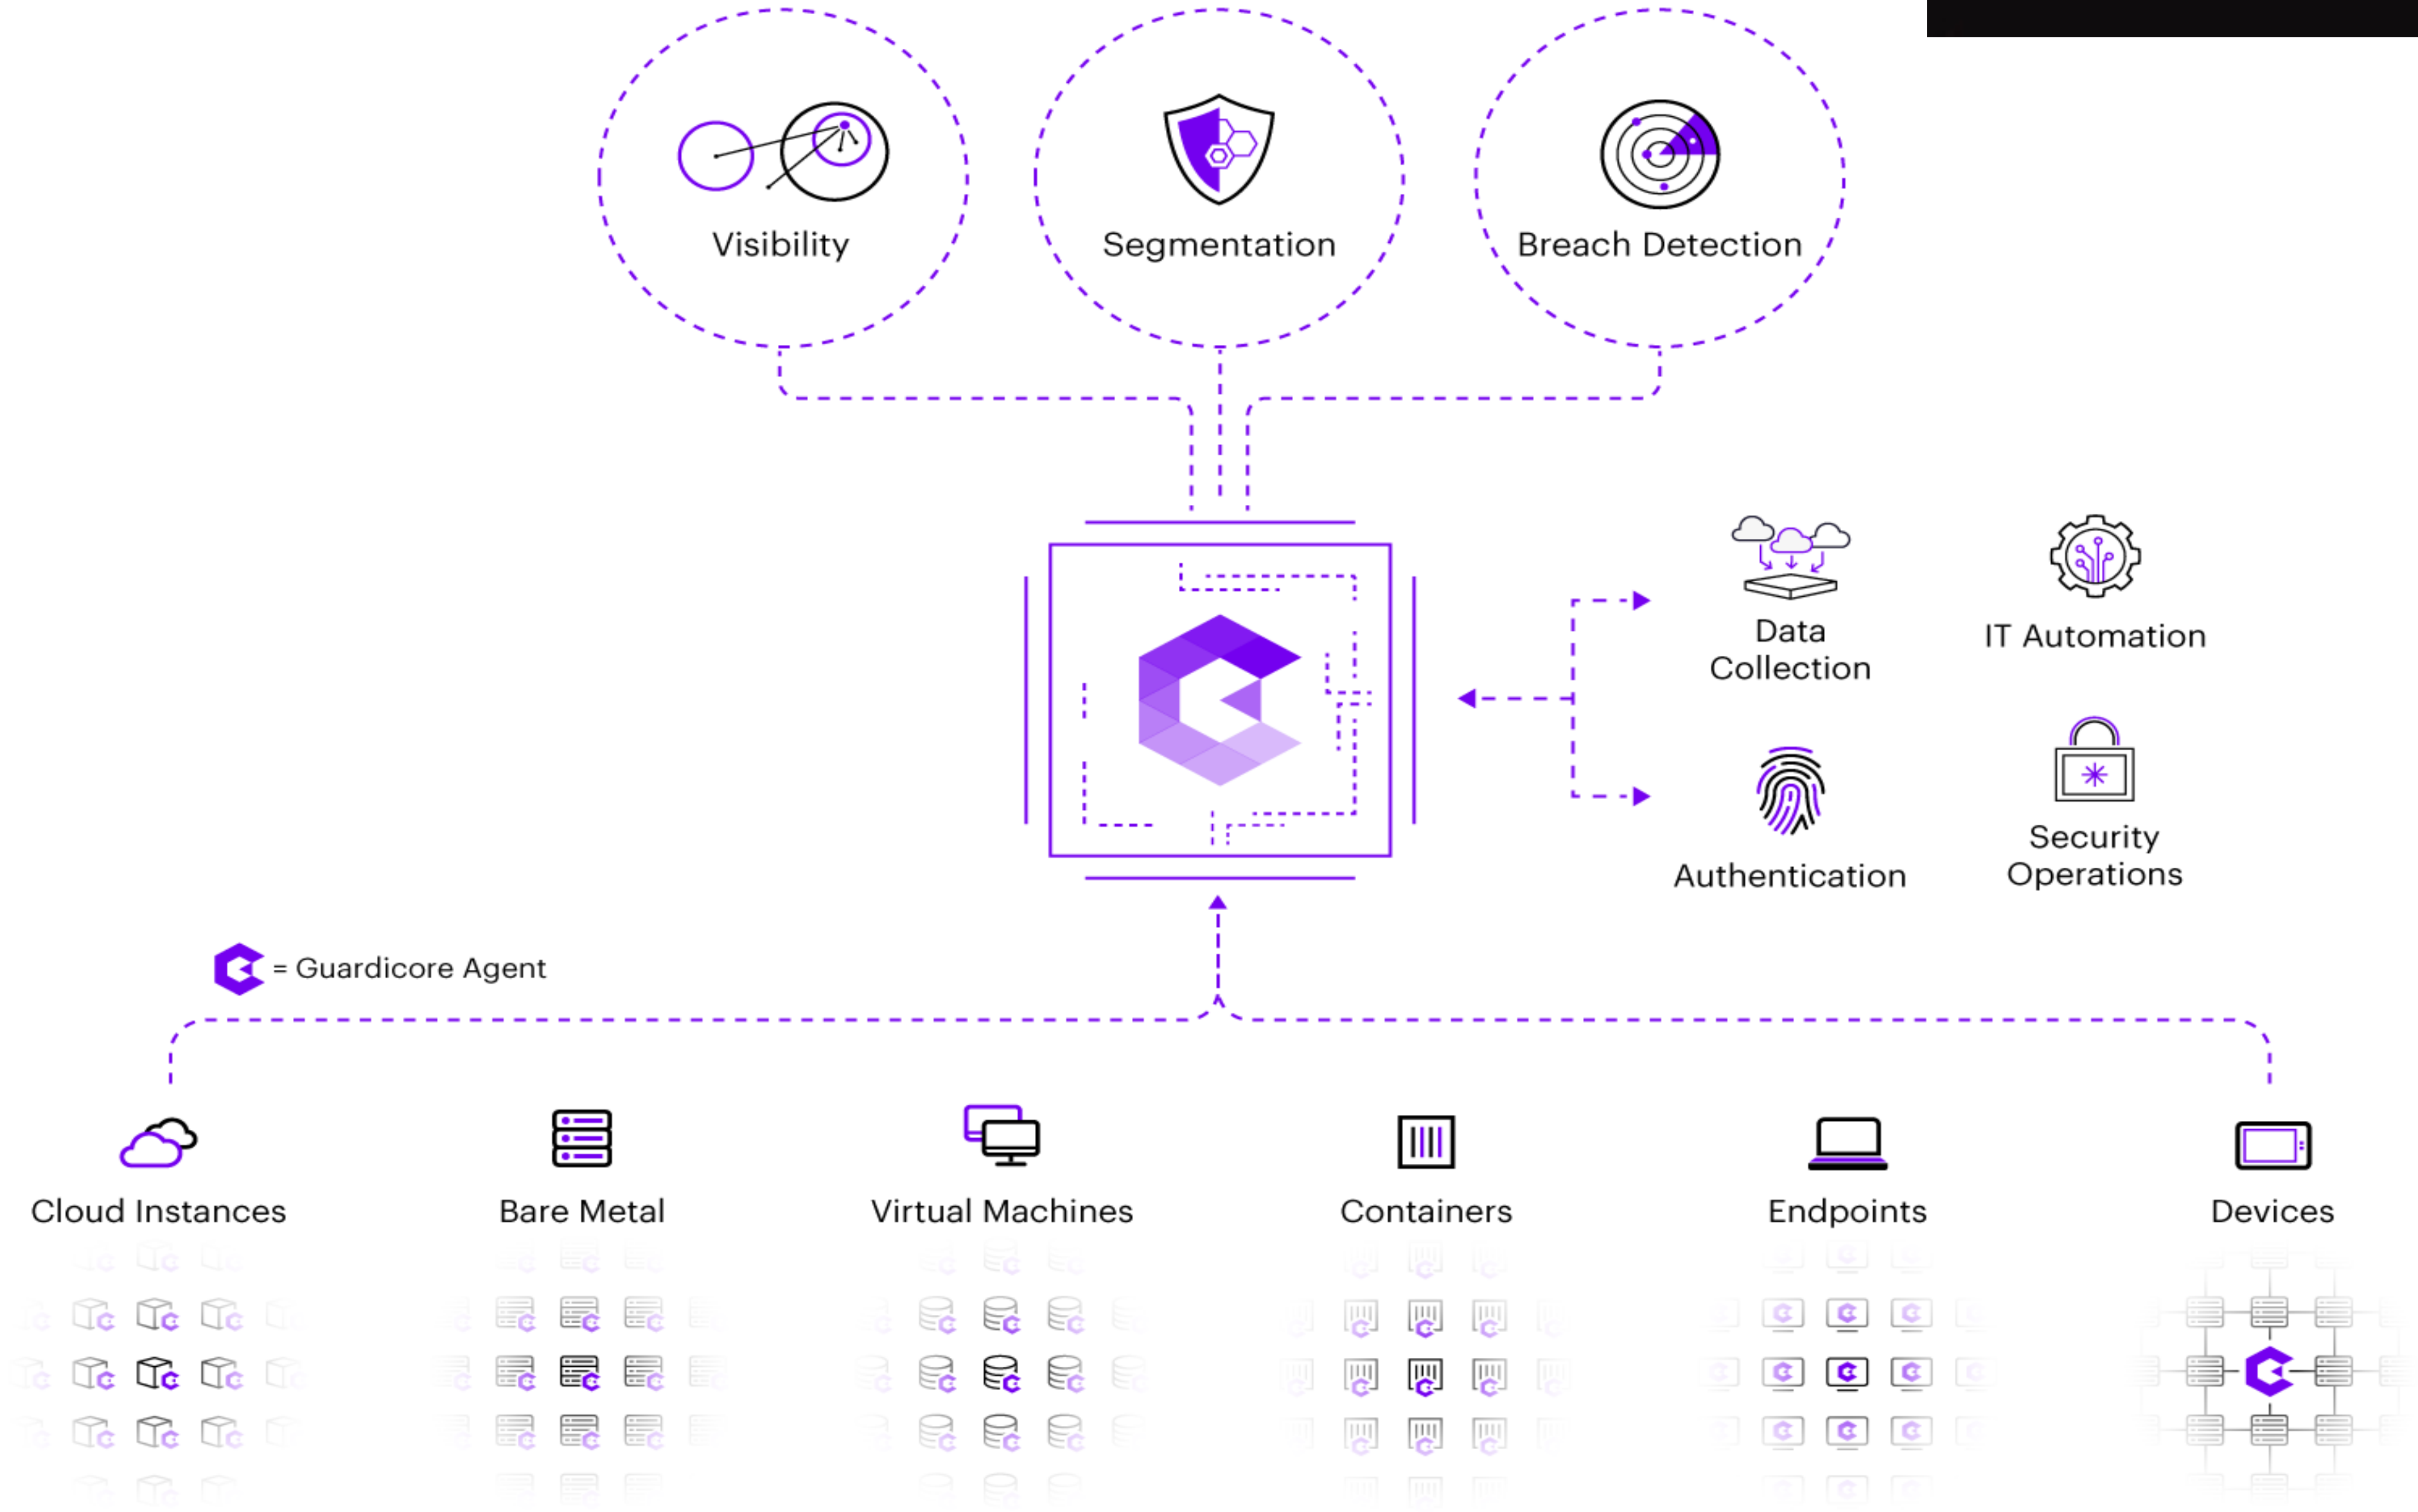 Visibility
Segmentation
Breach Detection
Data
Collection
IT Automation
Authentication
Security
Operations
= Guardicore Agent
Cloud Instances
Bare Metal
Virtual Machines
Containers
Endpoints
Devices